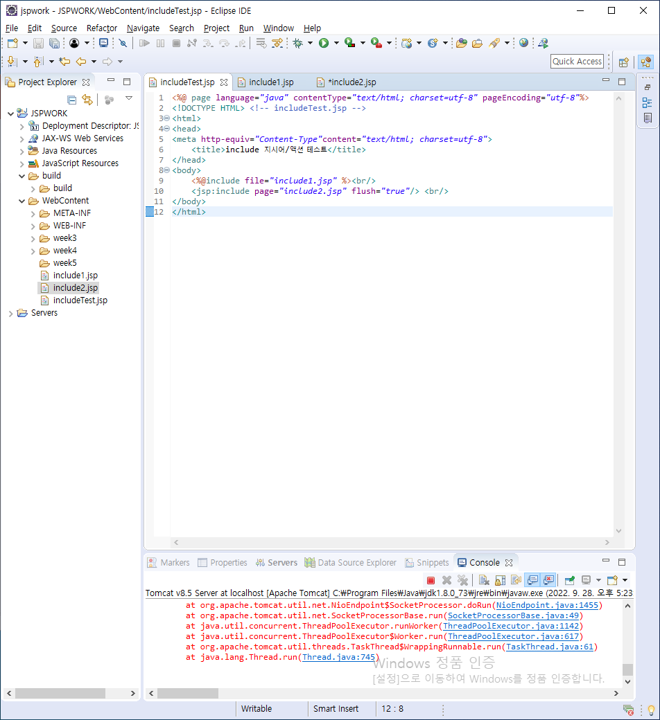 jspwork - JSPWORK/WebContent/includeTest.jsp - Eclipse IDE
File Edit Source Refactor Navigate Search Project Run Window Help
Quick Access
Project Explorer
JSPWORK
Deployment Descriptor: JS
JAX-WS Web Services
Java Resources
JavaScript Resources
build
build
WebContent
META-INF
WEB-INF
week3
week4
week5
include1.jsp
include2.jsp
includeTest.jsp
Servers
includeTest.jsp include1.jsp *include2.jsp
1 <%@ page language="java" contentType="text/html; charset=utf-8" pageEncoding="utf-8"%>
2 <!DOCTYPE HTML> <!-- includeTest.jsp -->
3 <html>
4 <head>
5 <meta http-equiv="Content-Type"content="text/html; charset=utf-8">
6 <title>include 지시어/액션 테스트</title>
7 </head>
8 <body>
9 <%@include file="include1.jsp" %><br/>
10 <jsp:include page="include2.jsp" flush="true"/> <br/>
11 </body>
12 </html>
Markers Properties Servers Data Source Explorer Snippets Console
Tomcat v8.5 Server at localhost [Apache Tomcat] C:₩Program Files₩Java₩jdk1.8.0_73₩jre₩bin₩javaw.exe (2022. 9. 28. 오후 5:23
at org.apache.tomcat.util.net.NioEndpoint$SocketProcessor.doRun(NioEndpoint.java:1455)
at org.apache.tomcat.util.net.SocketProcessorBase.run(SocketProcessorBase.java:49)
at java.util.concurrent.ThreadPoolExecutor.runWorker(ThreadPoolExecutor.java:1142)
at java.util.concurrent.ThreadPoolExecutor$Worker.run(ThreadPoolExecutor.java:617)
at org.apache.tomcat.util.threads.TaskThread$WrappingRunnable.run(TaskThread.java:61)
at java.lang.Thread.run(Thread.java:745)
Windows 정품 인증
[설정]으로 이동하여 Windows를 정품 인증합니다.
Writable Smart Insert 12 : 8